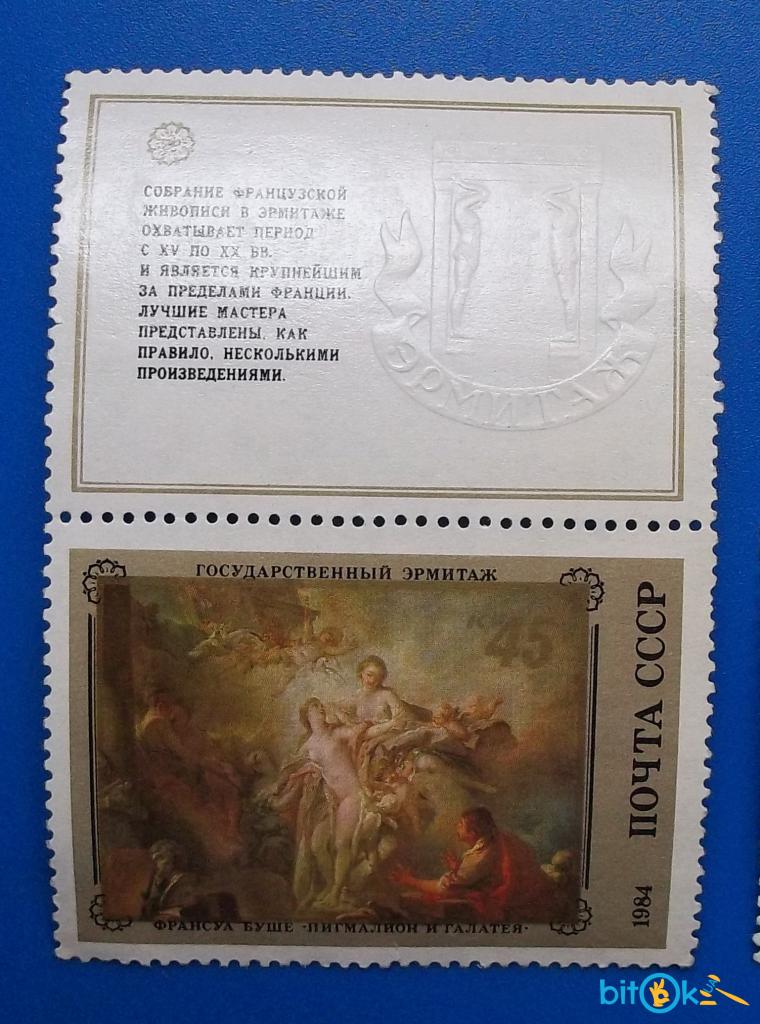 СОБРАНИЕ ФРАНЦУЗСКОЙ
ЖИВОПИСИ В ЭРМИТАЖЕ
ОХВАТЫВАЕТ ПЕРИОД
С XV ПО XX ВВ.
И ЯВЛЯЕТСЯ КРУПНЕЙШИМ
ЗА ПРЕДЕЛАМИ ФРАНЦИИ.
ЛУЧШИЕ МАСТЕРА
ПРЕДСТАВЛЕНЫ, КАК
ПРАВИЛО, НЕСКОЛЬКИМИ
ПРОИЗВЕДЕНИЯМИ.
ЭРМИТАЖ
ГОСУДАРСТВЕННЫЙ ЭРМИТАЖ
45
ФРАНСУА БУШЕ "ПИГМАЛИОН И ГАЛАТЕЯ"
1984 ПОЧТА СССР
bitOk UA